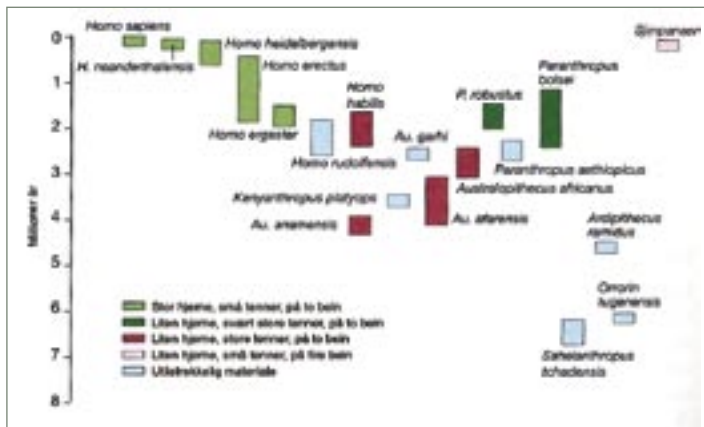 Homo sapiens
H. neanderthalensis
Homo heidelbergensis
Homo erectus
Homo ergaster
Homo rudolfensis
Homo
habilis
Au. garhi
P. robustus
Paranthropus
boisei
Sjimpansen
Paranthropus aethiopicus
Australopithecus africanus
Kenyanthropus platyops
Au. anamensis
Au. afarensis
Ardipithecus
ramidus
Orrorin
tugenensis
Sahelanthropus
tchadensis
Millioner år
0
1
2
3
4
5
6
7
8
Stor hjerne, små tenner, på to bein
Liten hjerne, svært store tenner, på to bein
Liten hjerne, store tenner, på to bein
Liten hjerne, små tenner, på fire bein
Utilstrekkelig materiale